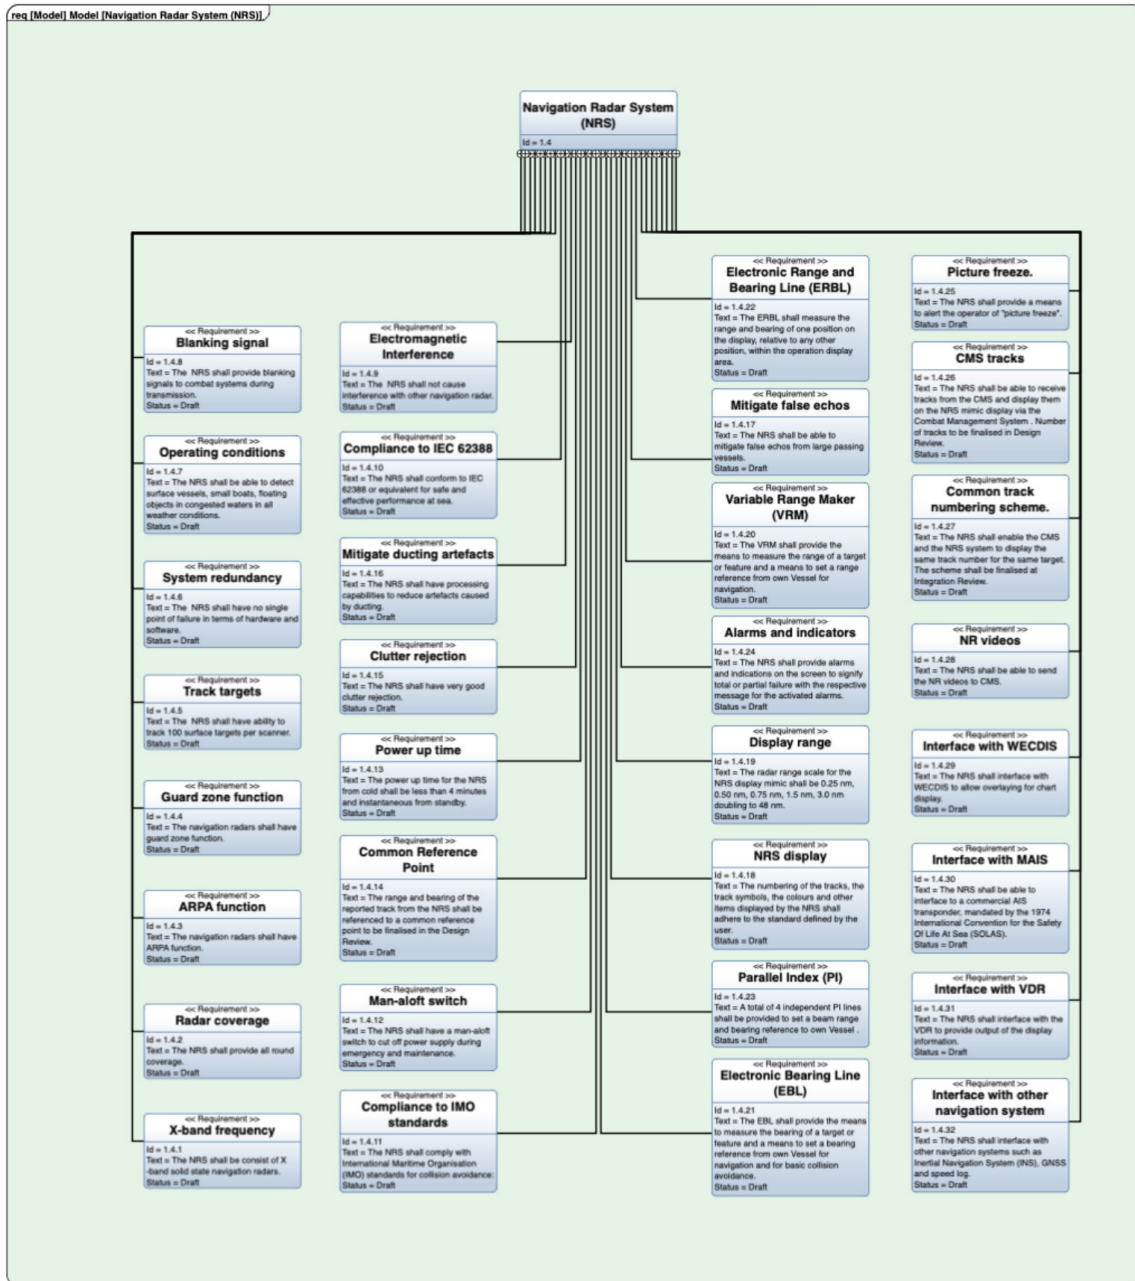 req [Model] Model [Navigation Radar System (NRS)]
Navigation Radar System
(NRS)
Id = 1.4
<< Requirement >>
Blanking signal
Id = 1.4.8
Text = The  NRS shall provide blanking
signals to combat systems during
transmission.
Status = Draft
<< Requirement >>
Operating conditions
Id = 1.4.7
Text = The NRS shall be able to detect
surface vessels, small boats, floating
objects in congested waters in all
weather conditions.
Status = Draft
<< Requirement >>
System redundancy
Id = 1.4.6
Text = The  NRS shall have no single
point of failure in terms of hardware and
software.
Status = Draft
<< Requirement >>
Track targets
Id = 1.4.5
Text = The  NRS shall have ability to
track 100 surface targets per scanner.
Status = Draft
<< Requirement >>
Guard zone function
Id = 1.4.4
Text = The navigation radars shall have
guard zone function.
Status = Draft
<< Requirement >>
ARPA function
Id = 1.4.3
Text = The navigation radars shall have
ARPA function.
Status = Draft
<< Requirement >>
Radar coverage
Id = 1.4.2
Text = The NRS shall provide all round
coverage.
Status = Draft
<< Requirement >>
X-band frequency
Id = 1.4.1
Text = The NRS shall be consist of X
-band solid state navigation radars.
Status = Draft
<< Requirement >>
Electromagnetic
Interference
Id = 1.4.9
Text = The  NRS shall not cause
interference with other navigation radar.
Status = Draft
<< Requirement >>
Compliance to IEC 62388
Id = 1.4.10
Text = The NRS shall conform to IEC
62388 or equivalent for safe and
effective performance at sea.
Status = Draft
<< Requirement >>
Mitigate ducting artefacts
Id = 1.4.16
Text = The NRS shall have processing
capabilities to reduce artefacts caused
by ducting.
Status = Draft
<< Requirement >>
Clutter rejection
Id = 1.4.15
Text = The NRS shall have very good
clutter rejection.
Status = Draft
<< Requirement >>
Power up time
Id = 1.4.13
Text = The power up time for the NRS
from cold shall be less than 4 minutes
and instantaneous from standby.
Status = Draft
<< Requirement >>
Common Reference
Point
Id = 1.4.14
Text = The range and bearing of the
reported track from the NRS shall be
referenced to a common reference
point to be finalised in the Design
Review.
Status = Draft
<< Requirement >>
Man-aloft switch
Id = 1.4.12
Text = The NRS shall have a man-aloft
switch to cut off power supply during
emergency and maintenance.
Status = Draft
<< Requirement >>
Compliance to IMO
standards
Id = 1.4.11
Text = The NRS shall comply with
International Maritime Organisation
(IMO) standards for collision avoidance:
Status = Draft
<< Requirement >>
Electronic Range and
Bearing Line (ERBL)
Id = 1.4.22
Text = The ERBL shall measure the
range and bearing of one position on
the display, relative to any other
position, within the operation display
area.
Status = Draft
<< Requirement >>
Mitigate false echos
Id = 1.4.17
Text = The NRS shall be able to
mitigate false echos from large passing
vessels.
Status = Draft
<< Requirement >>
Variable Range Maker
(VRM)
Id = 1.4.20
Text = The VRM shall provide the
means to measure the range of a target
or feature and a means to set a range
reference from own Vessel for
navigation.
Status = Draft
<< Requirement >>
Alarms and indicators
Id = 1.4.24
Text = The NRS shall provide alarms
and indications on the screen to signify
total or partial failure with the respective
message for the activated alarms.
Status = Draft
<< Requirement >>
Display range
Id = 1.4.19
Text = The radar range scale for the
NRS display mimic shall be 0.25 nm,
0.50 nm, 0.75 nm, 1.5 nm, 3.0 nm
doubling to 48 nm.
Status = Draft
<< Requirement >>
NRS display
Id = 1.4.18
Text = The numbering of the tracks, the
track symbols, the colours and other
items displayed by the NRS shall
adhere to the standard defined by the
user.
Status = Draft
<< Requirement >>
Parallel Index (PI)
Id = 1.4.23
Text = A total of 4 independent PI lines
shall be provided to set a beam range
and bearing reference to own Vessel .
Status = Draft
<< Requirement >>
Electronic Bearing Line
(EBL)
Id = 1.4.21
Text = The EBL shall provide the means
to measure the bearing of a target or
feature and a means to set a bearing
reference from own Vessel for
navigation and for basic collision
avoidance.
Status = Draft
<< Requirement >>
Picture freeze.
Id = 1.4.25
Text = The NRS shall provide a means
to alert the operator of "picture freeze".
Status = Draft
<< Requirement >>
CMS tracks
Id = 1.4.26
Text = The NRS shall be able to receive
tracks from the CMS and display them
on the NRS mimic display via the
Combat Management System . Number
of tracks to be finalised in Design
Review.
Status = Draft
<< Requirement >>
Common track
numbering scheme.
Id = 1.4.27
Text = The NRS shall enable the CMS
and the NRS system to display the
same track number for the same target.
The scheme shall be finalised at
Integration Review.
Status = Draft
<< Requirement >>
NR videos
Id = 1.4.28
Text = The NRS shall be able to send
the NR videos to CMS.
Status = Draft
<< Requirement >>
Interface with WECDIS
Id = 1.4.29
Text = The NRS shall interface with
WECDIS to allow overlaying for chart
display.
Status = Draft
<< Requirement >>
Interface with MAIS
Id = 1.4.30
Text = The NRS shall be able to
interface to a commercial AIS
transponder, mandated by the 1974
International Convention for the Safety
Of Life At Sea (SOLAS).
Status = Draft
<< Requirement >>
Interface with VDR
Id = 1.4.31
Text = The NRS shall interface with the
VDR to provide output of the display
information.
Status = Draft
<< Requirement >>
Interface with other
navigation system
Id = 1.4.32
Text = The NRS shall interface with
other navigation systems such as
Inertial Navigation System (INS), GNSS
and speed log.
Status = Draft